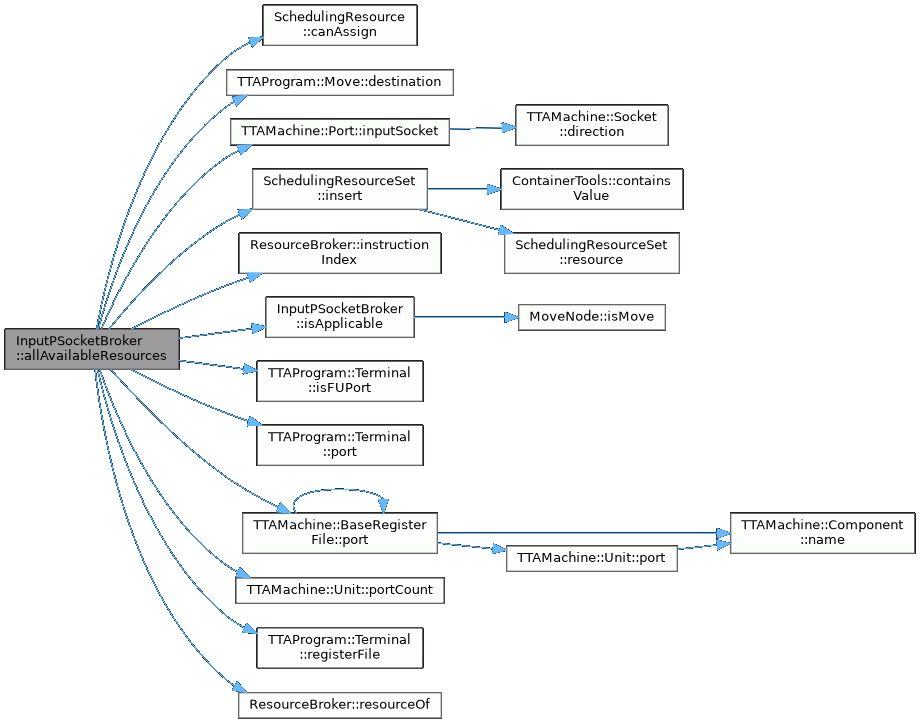 SchedulingResource
::canAssign
TTAProgram::Move::destination
TTAMachine::Port::inputSocket
TTAMachine::Socket
::direction
SchedulingResourceSet
::insert
ContainerTools::contains
Value
SchedulingResourceSet
::resource
ResourceBroker::instruction
Index
InputPSocketBroker
::isApplicable
MoveNode::isMove
InputPSocketBroker
::allAvailableResources
TTAProgram::Terminal
::isFUPort
TTAProgram::Terminal
::port
TTAMachine::BaseRegister
File::port
TTAMachine::Unit::port
TTAMachine::Component
::name
TTAMachine::Unit::portCount
TTAProgram::Terminal
::registerFile
ResourceBroker::resourceOf